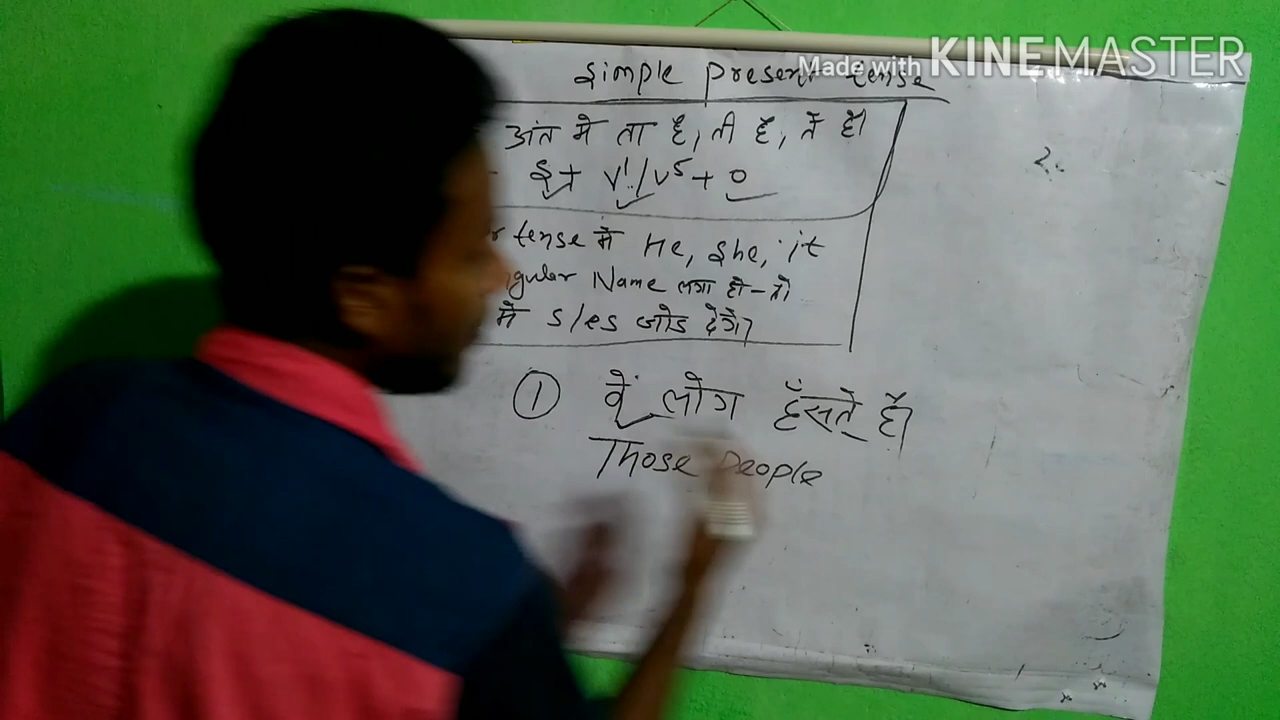 Made with KINEMASTER
Simple present tense
अंत मे ता है, ती है, ते हैं।
S + V¹/V⁵ + O
2.
tense में He, She, it
Name लगा हो - तो
में s/es जोड़ देंगे।
① वे लोग हँसते हैं।
Those people